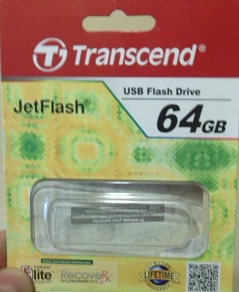 Transcend
USB Flash Drive
JetFlash®
64GB
elite
RecoveRx
LIFETIME